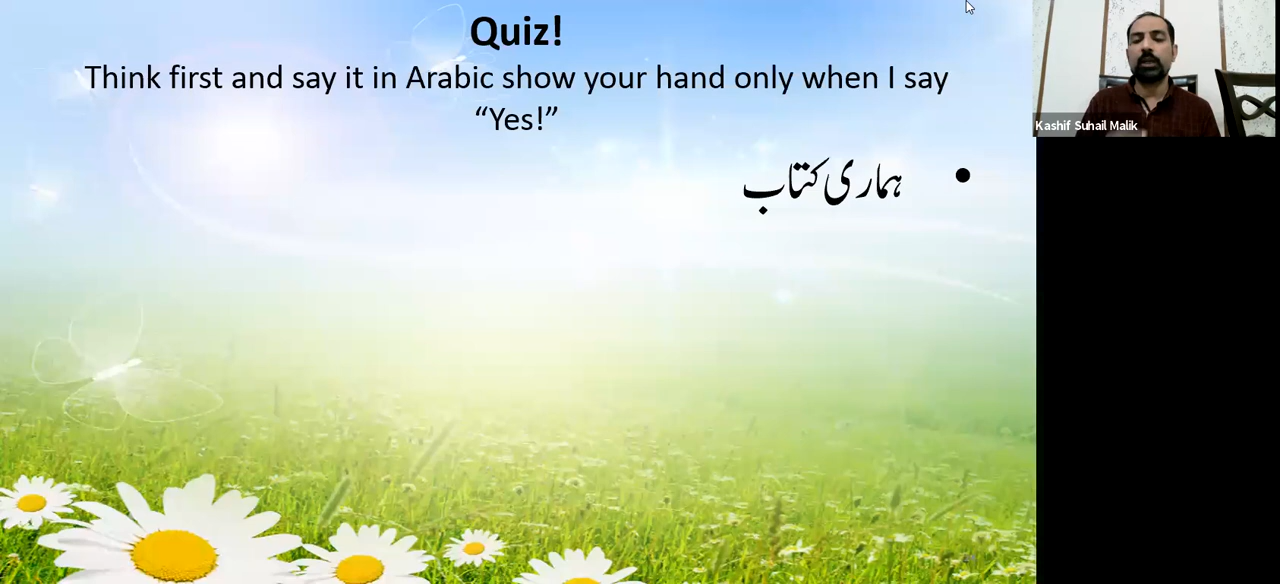 Quiz!
Think first and say it in Arabic show your hand only when I say
“Yes!”
• ہماری کتاب
Kashif Suhail Malik